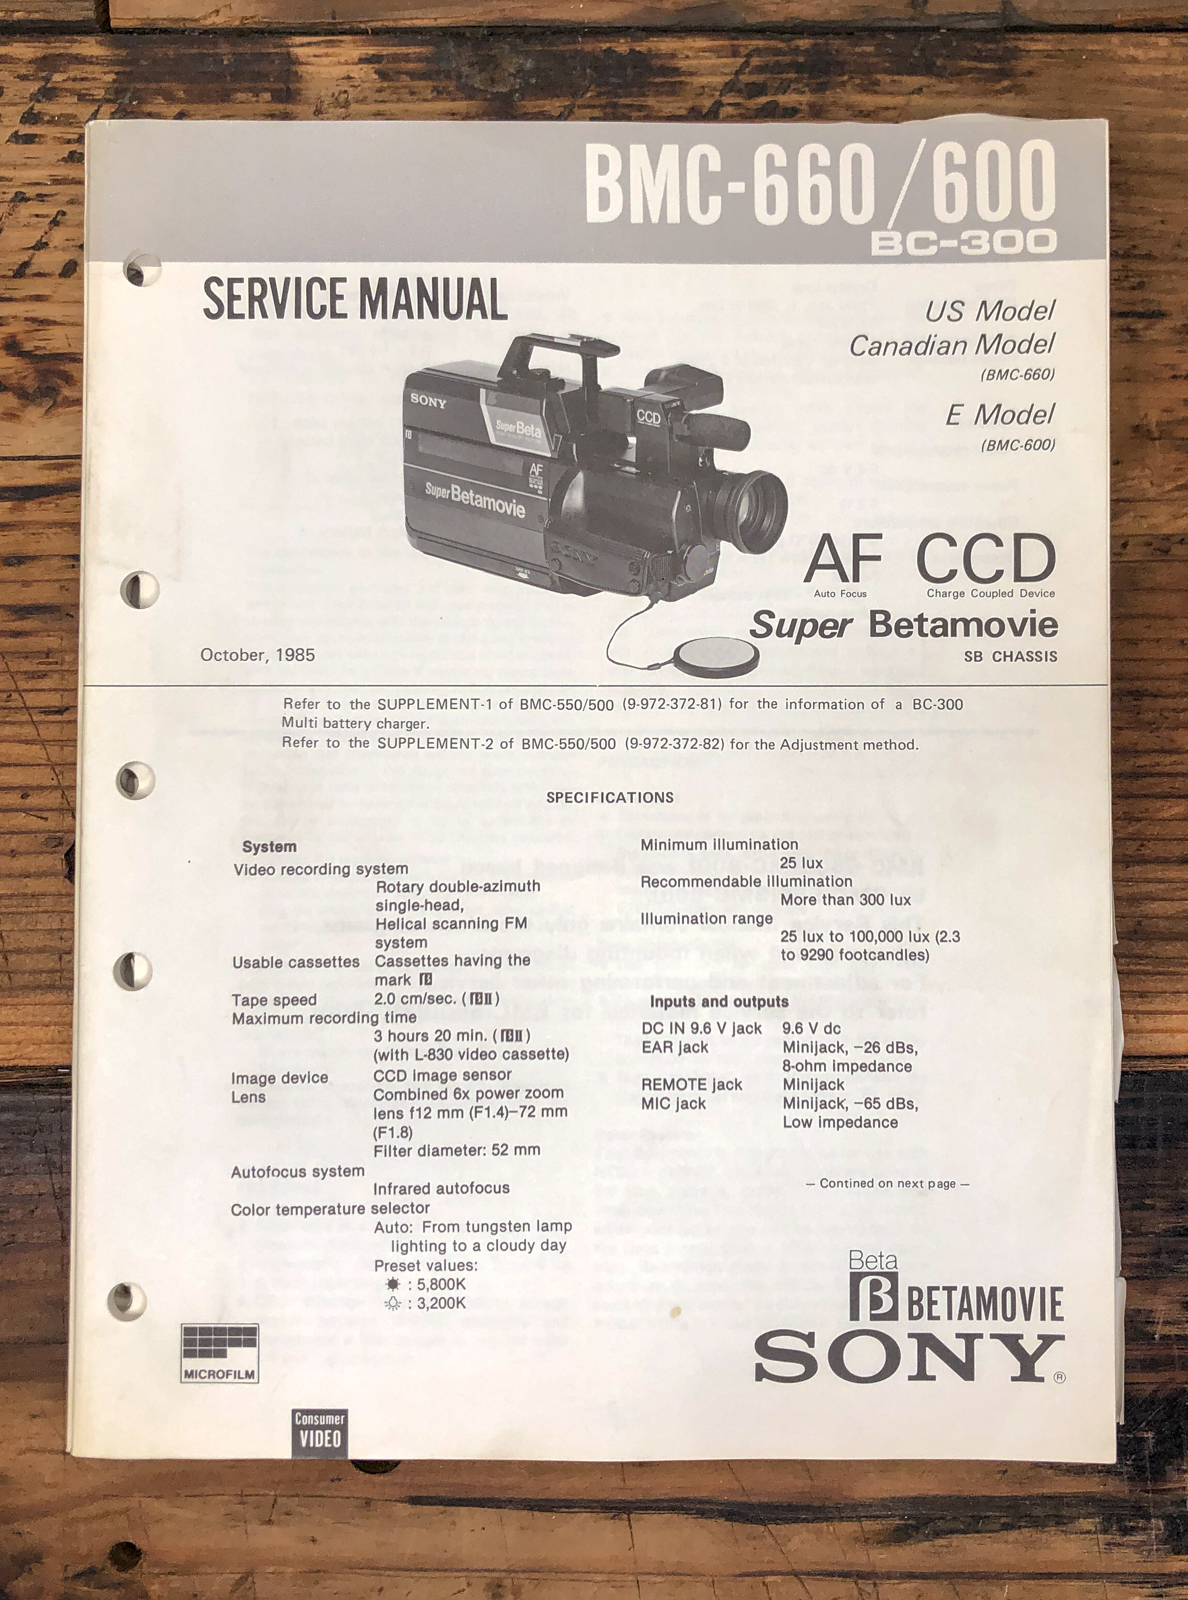 BMC-660/600
BC-300
SERVICE MANUAL
US Model
Canadian Model
(BMC-660)
E Model
(BMC-600)
SONY
Super Beta
CCD
AF
Super Betamovie
SONY
AF CCD
Auto Focus Charge Coupled Device
Super Betamovie
SB CHASSIS
October, 1985
Refer to the SUPPLEMENT-1 of BMC-550/500 (9-972-372-81) for the information of a BC-300
Multi battery charger.
Refer to the SUPPLEMENT-2 of BMC-550/500 (9-972-372-82) for the Adjustment method.
SPECIFICATIONS
System
Video recording system
Rotary double-azimuth
single-head,
Helical scanning FM
system
Usable cassettes Cassettes having the
mark β
Tape speed 2.0 cm/sec. (βII)
Maximum recording time
3 hours 20 min. (βII)
(with L-830 video cassette)
Image device CCD image sensor
Lens Combined 6x power zoom
lens f12 mm (F1.4)–72 mm
(F1.8)
Filter diameter: 52 mm
Autofocus system
Infrared autofocus
Color temperature selector
Auto: From tungsten lamp
lighting to a cloudy day
Preset values:
: 5,800K
: 3,200K
Minimum illumination
25 lux
Recommendable illumination
More than 300 lux
Illumination range
25 lux to 100,000 lux (2.3
to 9290 footcandles)
Inputs and outputs
DC IN 9.6 V jack 9.6 V dc
EAR jack Minijack, −26 dBs,
8-ohm impedance
REMOTE jack Minijack
MIC jack Minijack, −65 dBs,
Low impedance
— Contined on next page —
Beta
β BETAMOVIE
SONY®
MICROFILM
Consumer
VIDEO